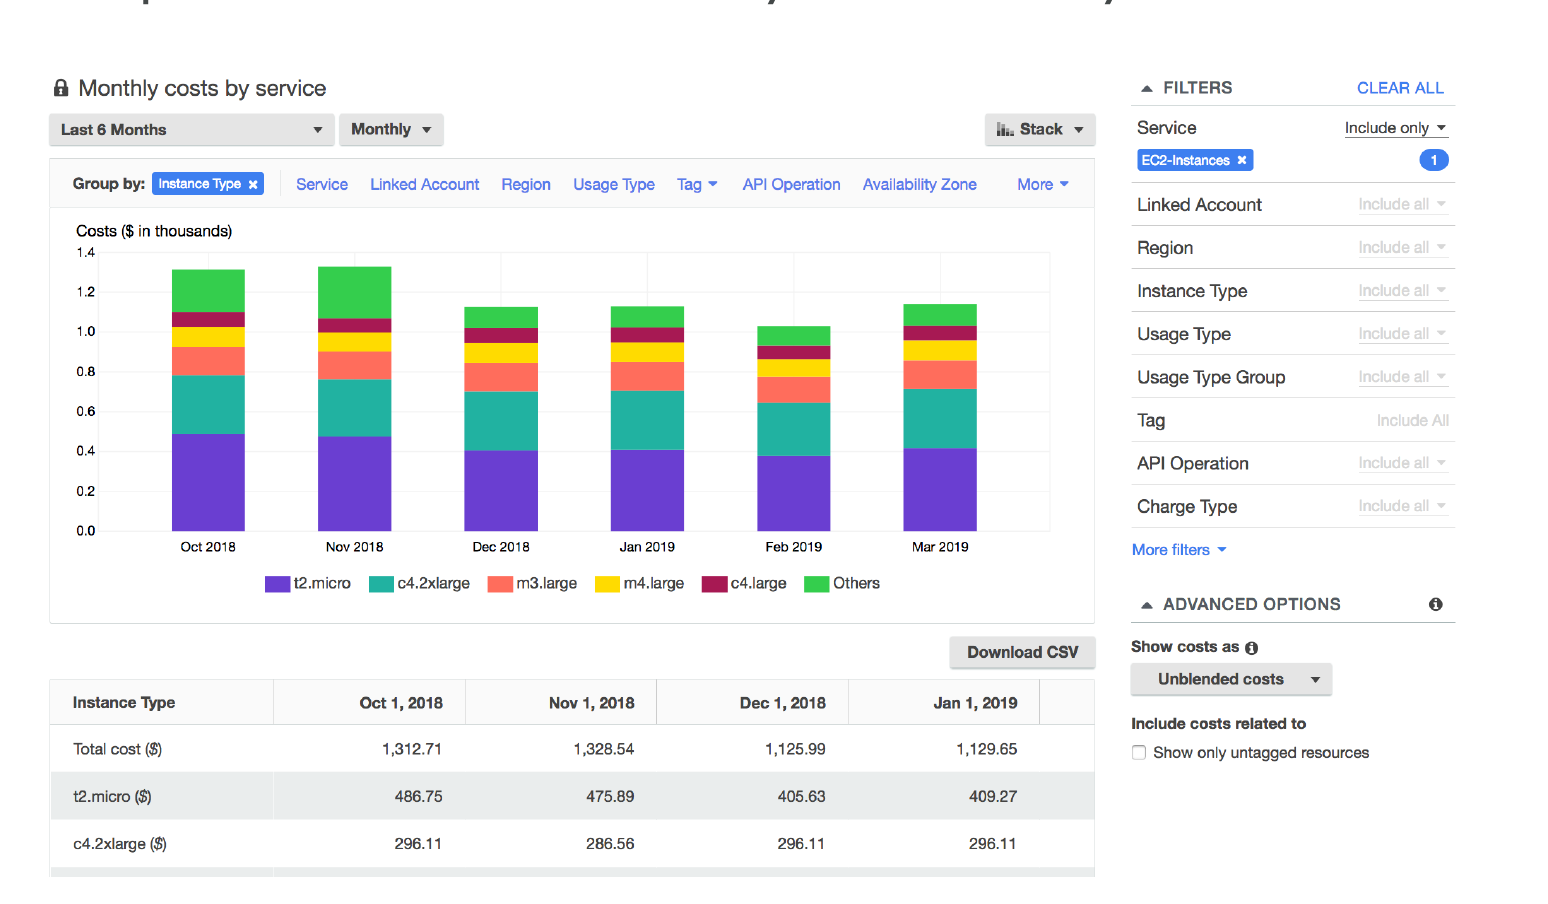 Monthly costs by service
Last 6 Months Monthly Stack
Group by: Instance Type × Service Linked Account Region Usage Type Tag API Operation Availability Zone More
Costs ($ in thousands)
1.4
1.2
1.0
0.8
0.6
0.4
0.2
0.0
Oct 2018 Nov 2018 Dec 2018 Jan 2019 Feb 2019 Mar 2019
t2.micro c4.2xlarge m3.large m4.large c4.large Others
Download CSV
Instance Type Oct 1, 2018 Nov 1, 2018 Dec 1, 2018 Jan 1, 2019
Total cost ($) 1,312.71 1,328.54 1,125.99 1,129.65
t2.micro ($) 486.75 475.89 405.63 409.27
c4.2xlarge ($) 296.11 286.56 296.11 296.11
FILTERS CLEAR ALL
Service Include only
EC2-Instances × 1
Linked Account Include all
Region Include all
Instance Type Include all
Usage Type Include all
Usage Type Group Include all
Tag Include All
API Operation Include all
Charge Type Include all
More filters
ADVANCED OPTIONS
Show costs as
Unblended costs
Include costs related to
Show only untagged resources